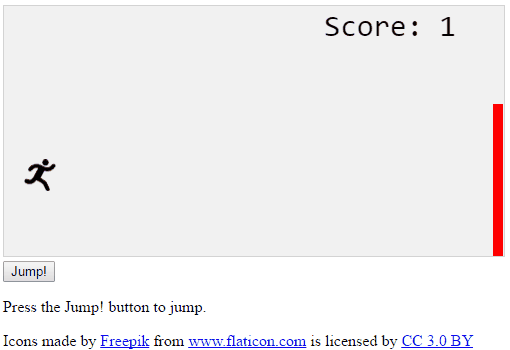 Score: 1
Jump!
Press the Jump! button to jump.
Icons made by Freepik from www.flaticon.com is licensed by CC 3.0 BY